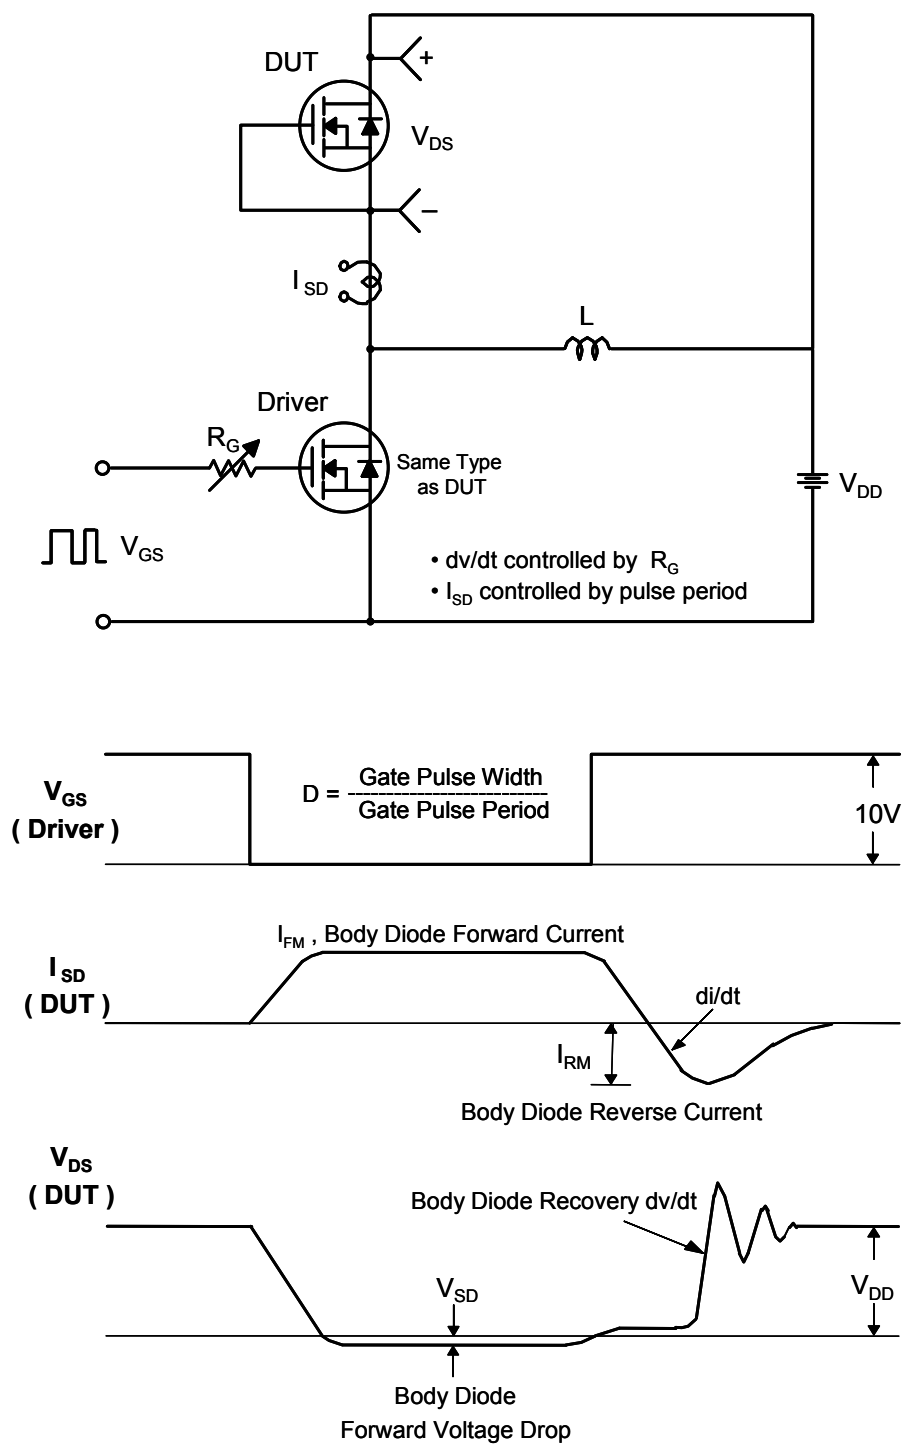 DUT
+
V_DS
–
I_SD
L
Driver
R_G
Same Type
as DUT
V_DD
V_GS
• dv/dt controlled by R_G
• I_SD controlled by pulse period
V_GS
( Driver )
D = Gate Pulse Width
Gate Pulse Period
10V
I_FM , Body Diode Forward Current
I_SD
( DUT )
di/dt
I_RM
Body Diode Reverse Current
V_DS
( DUT )
Body Diode Recovery dv/dt
V_SD
V_DD
Body Diode
Forward Voltage Drop